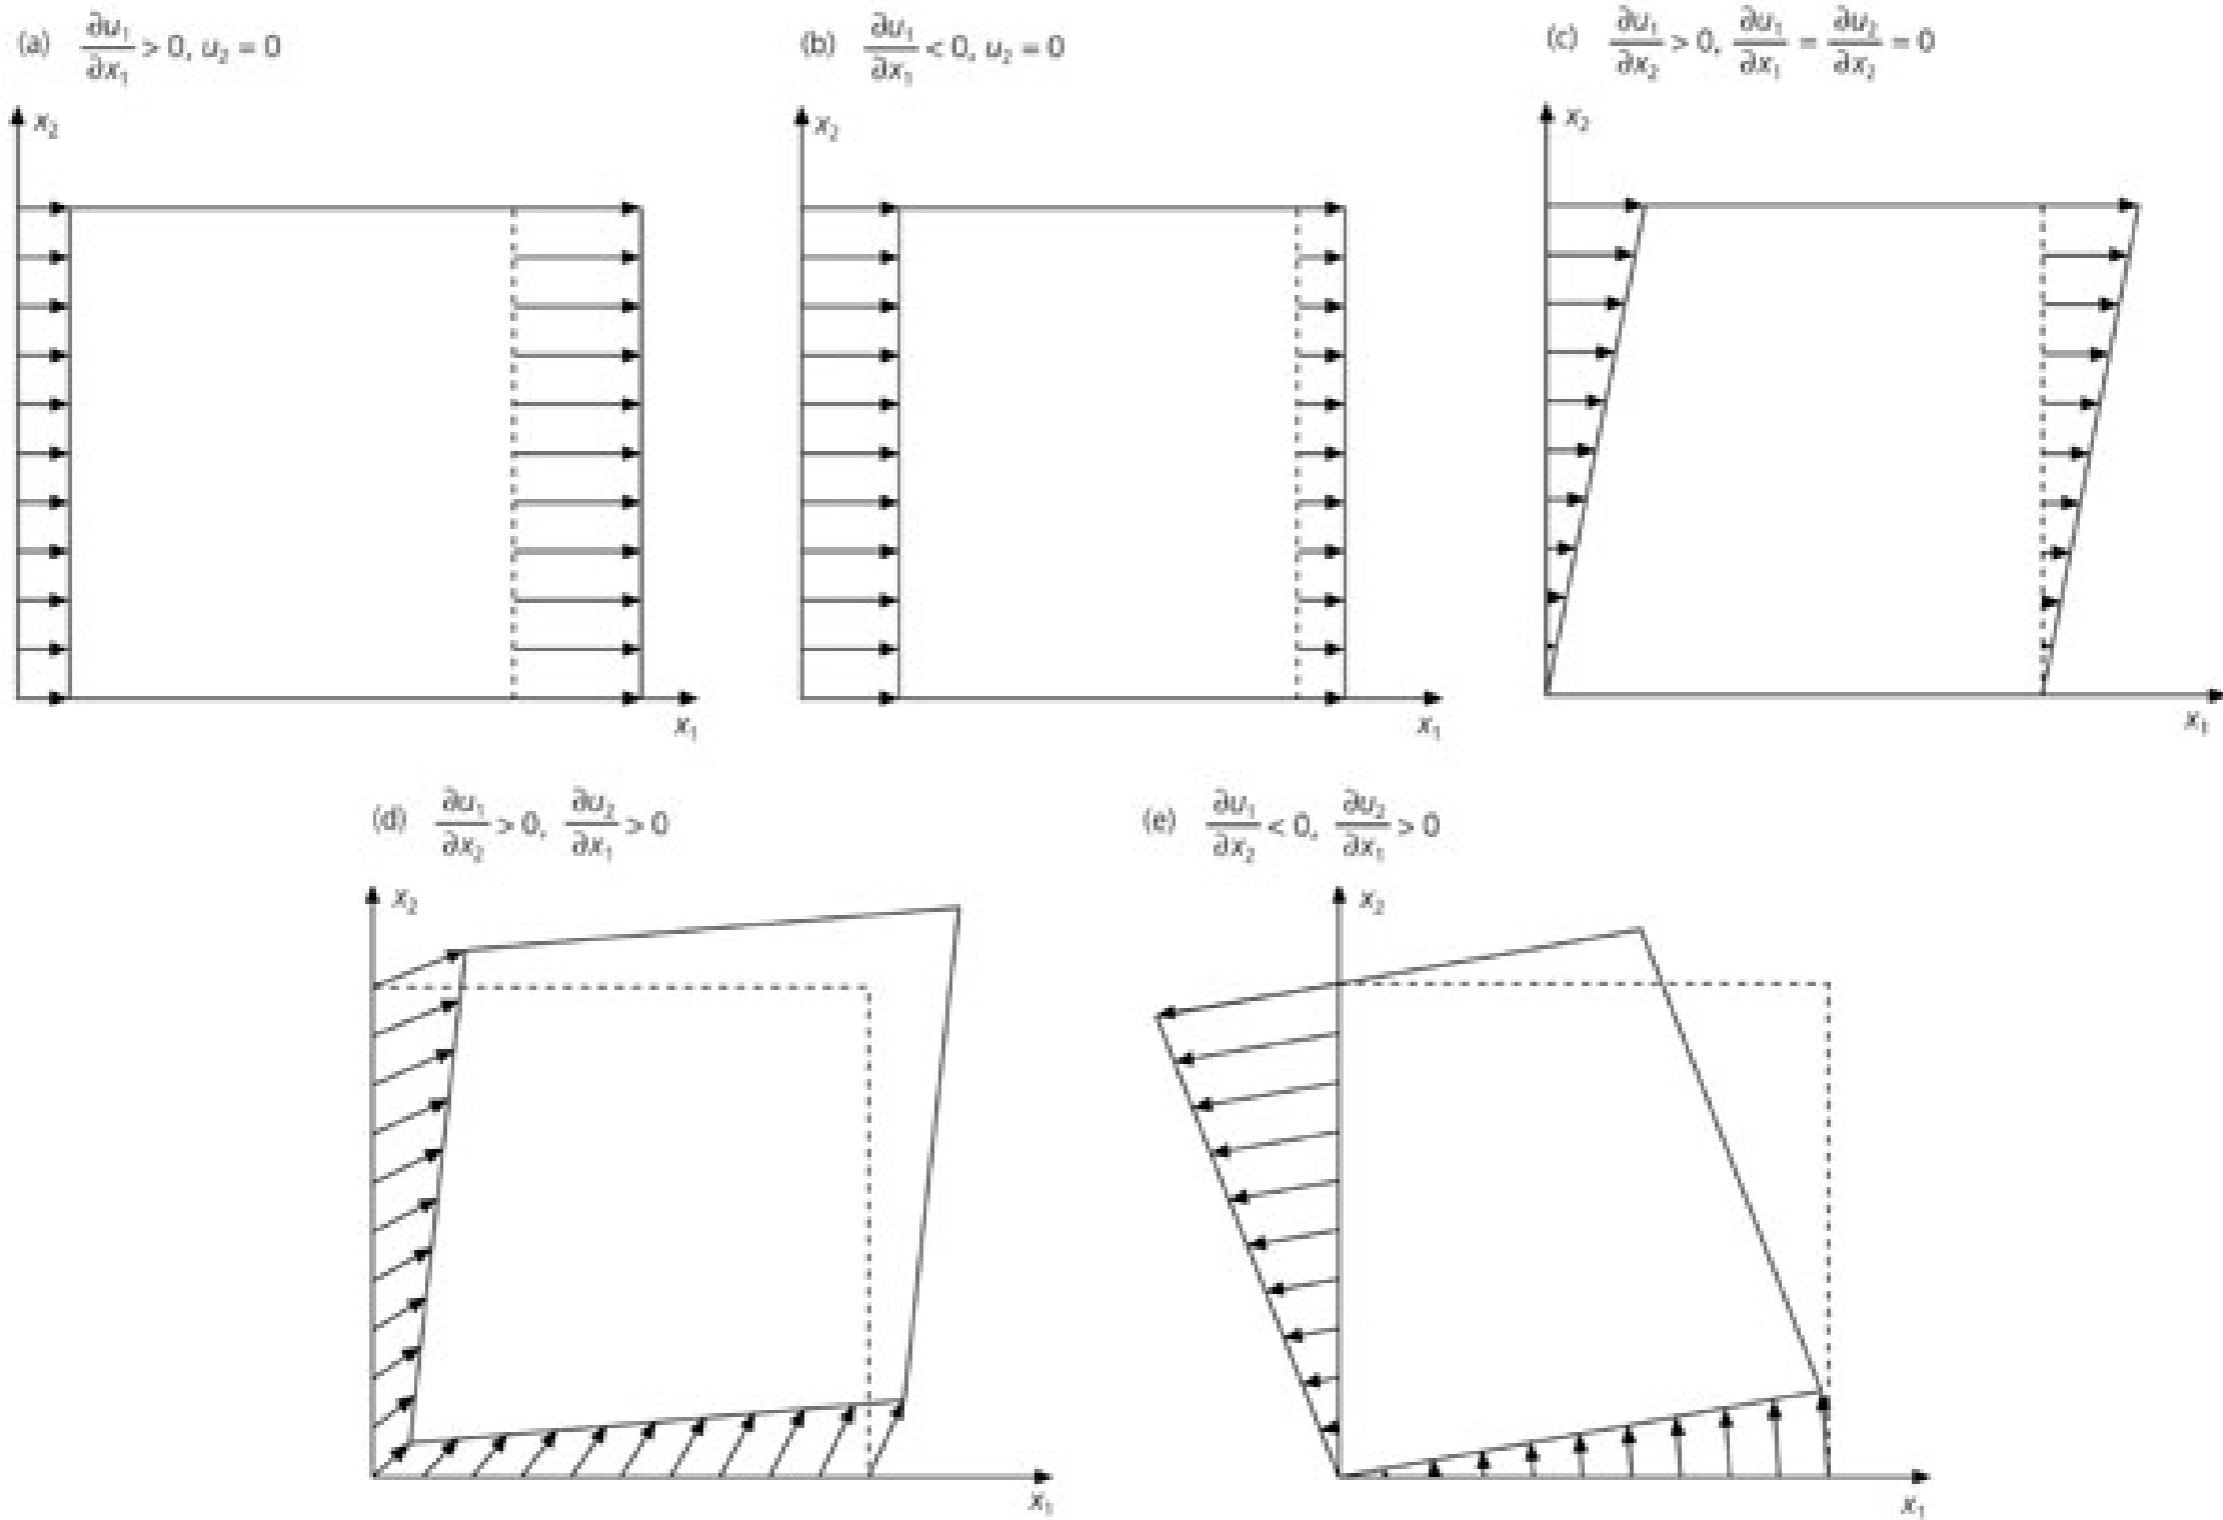 (a) ∂u₁/∂x₁ > 0, u₂ = 0
(b) ∂u₁/∂x₁ < 0, u₂ = 0
(c) ∂u₁/∂x₂ > 0, ∂u₁/∂x₁ = ∂u₂/∂x₂ = 0
x₂
x₂
x₂
x₁
x₁
x₁
(d) ∂u₁/∂x₂ > 0, ∂u₂/∂x₁ > 0
(e) ∂u₁/∂x₂ < 0, ∂u₂/∂x₁ > 0
x₂
x₂
x₁
x₁